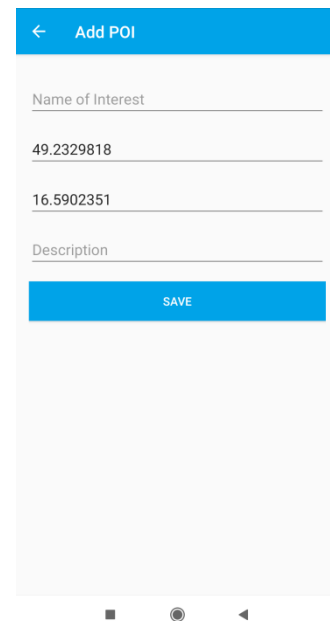 Add POI
Name of Interest
49.2329818
16.5902351
Description
SAVE